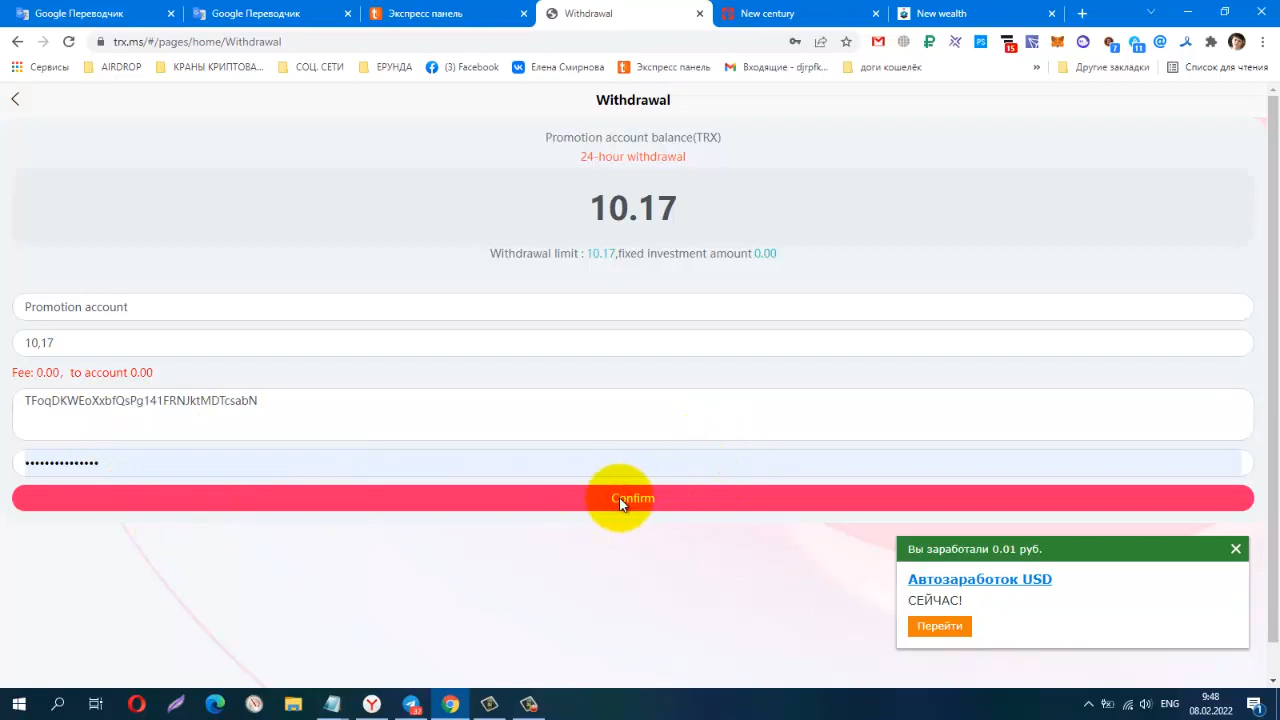 Google Переводчик
Google Переводчик
Экспресс панель
Withdrawal
New century
New wealth
trx.ms/#/pages/home/Withdrawal
15
7
11
Сервисы
AIRDROP
КРАНЫ КРИПТОВА...
СОЦ. СЕТИ
ЕРУНДА
(3) Facebook
Елена Смирнова
Экспресс панель
Входящие - djrpfk...
доги кошелёк
»
Другие закладки
Список для чтения
Withdrawal
Promotion account balance(TRX)
24-hour withdrawal
10.17
Withdrawal limit : 10.17,fixed investment amount 0.00
Promotion account
10,17
Fee: 0.00，to account 0.00
TFoqDKWEoXxbfQsPg141FRNJktMDTcsabN
•••••••••••••••
Confirm
Вы заработали 0.01 руб.
Автозаработок USD
СЕЙЧАС!
Перейти
ENG
9:48
08.02.2022